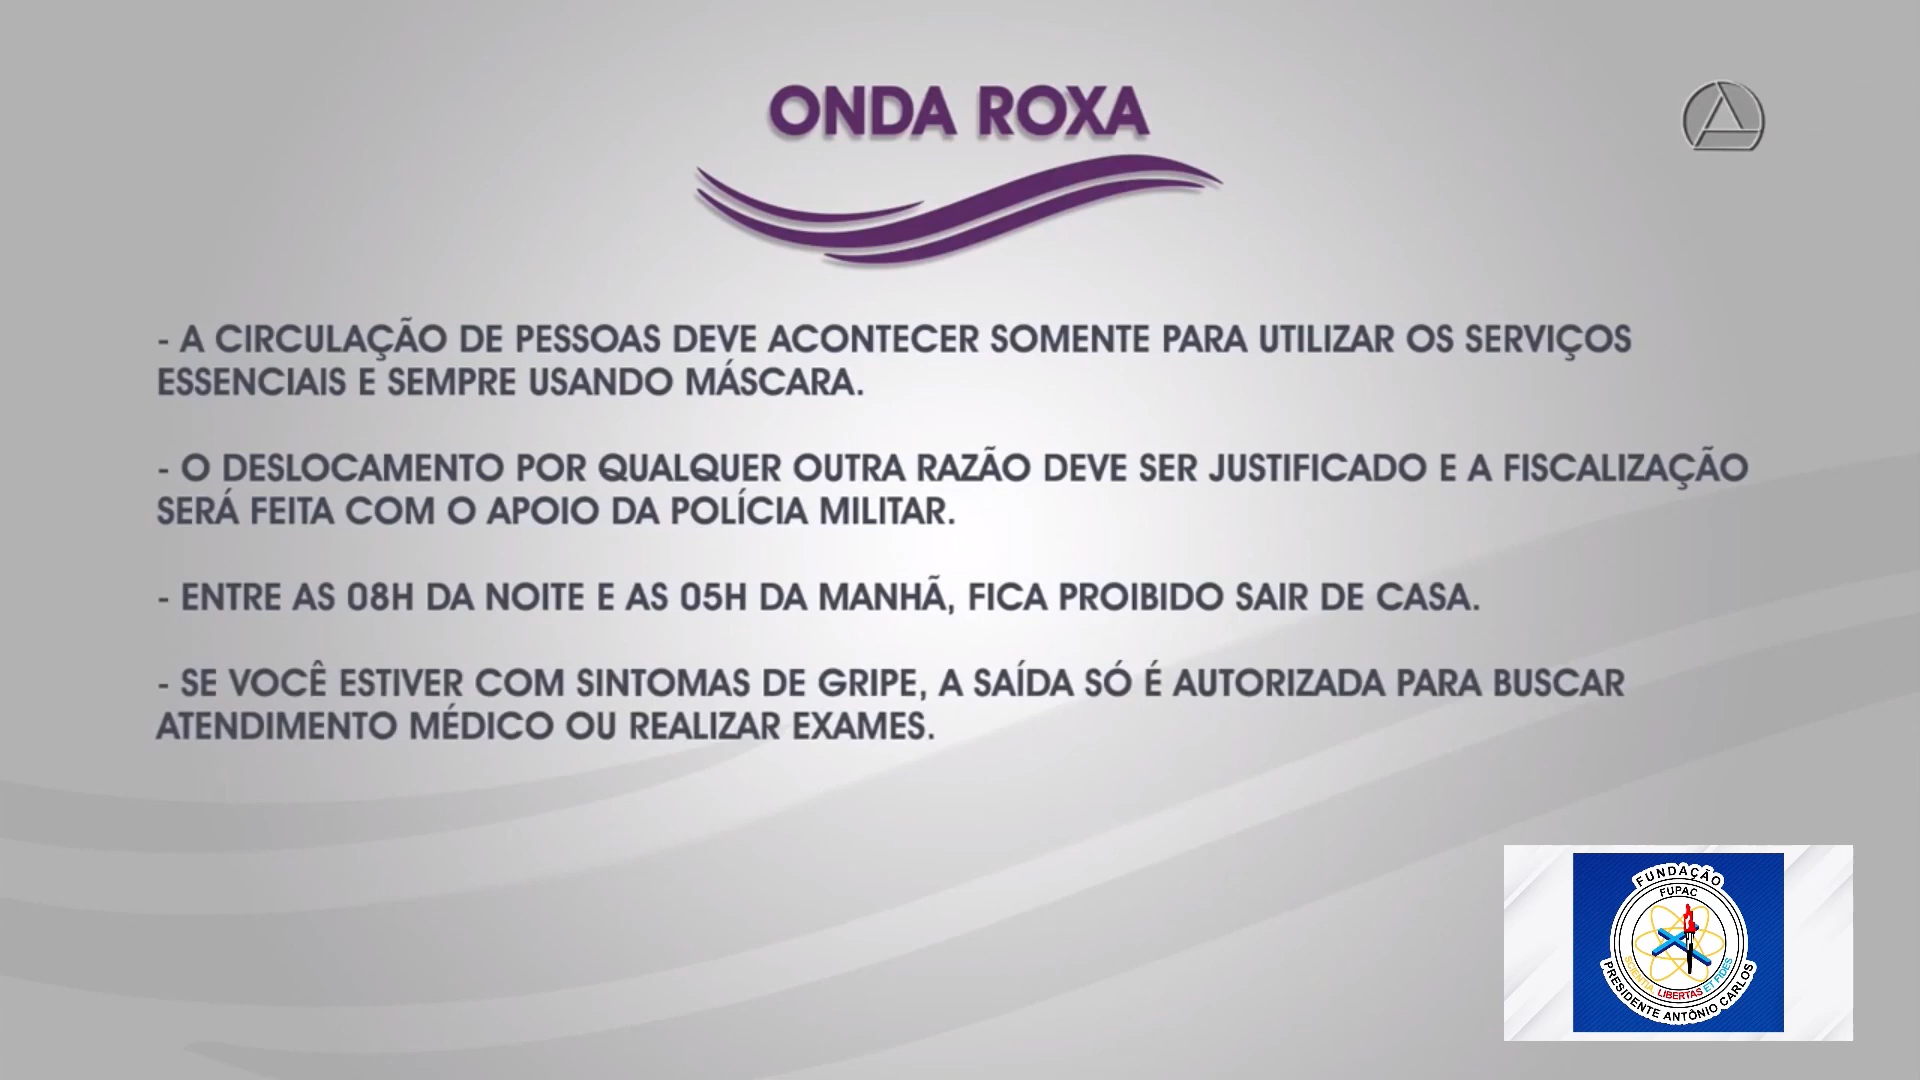 ONDA ROXA
- A CIRCULAÇÃO DE PESSOAS DEVE ACONTECER SOMENTE PARA UTILIZAR OS SERVIÇOS
ESSENCIAIS E SEMPRE USANDO MÁSCARA.
- O DESLOCAMENTO POR QUALQUER OUTRA RAZÃO DEVE SER JUSTIFICADO E A FISCALIZAÇÃO
SERÁ FEITA COM O APOIO DA POLÍCIA MILITAR.
- ENTRE AS 08H DA NOITE E AS 05H DA MANHÃ, FICA PROIBIDO SAIR DE CASA.
- SE VOCÊ ESTIVER COM SINTOMAS DE GRIPE, A SAÍDA SÓ É AUTORIZADA PARA BUSCAR
ATENDIMENTO MÉDICO OU REALIZAR EXAMES.
FUNDAÇÃO
FUPAC
SCIENTIA LIBERTAS ET FIDES
PRESIDENTE ANTÔNIO CARLOS